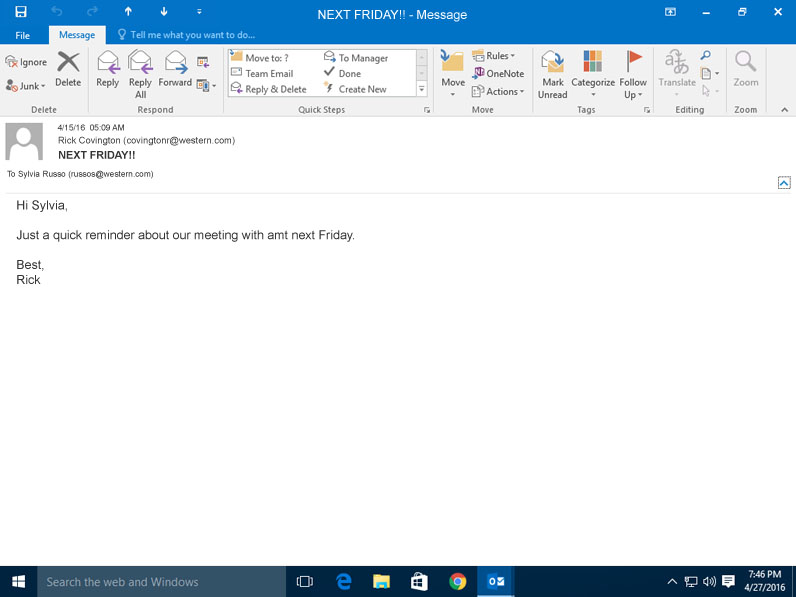 NEXT FRIDAY!! - Message
File Message Tell me what you want to do...
Ignore
Junk
Delete
Delete
Reply
Reply All
Forward
Respond
Move to: ? To Manager
Team Email Done
Reply & Delete Create New
Quick Steps
Move
Rules
OneNote
Actions
Move
Mark Unread
Categorize
Follow Up
Tags
Translate
Editing
Zoom
Zoom
4/15/16 05:09 AM
Rick Covington (covingtonr@western.com)
NEXT FRIDAY!!
To Sylvia Russo (russos@western.com)
Hi Sylvia,
Just a quick reminder about our meeting with amt next Friday.
Best,
Rick
Search the web and Windows
7:46 PM
4/27/2016